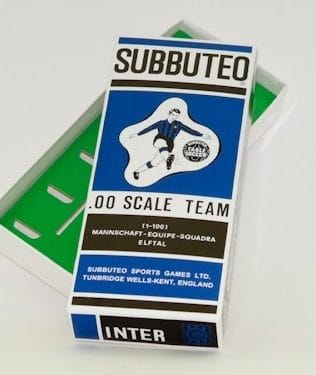 SUBBUTEO
TABLE
SOCCER
.00 SCALE TEAM
(1-100)
MANNSCHAFT-EQUIPE-SQUADRA
ELFTAL
SUBBUTEO SPORTS GAMES LTD.
TUNBRIDGE WELLS-KENT, ENGLAND
INTER